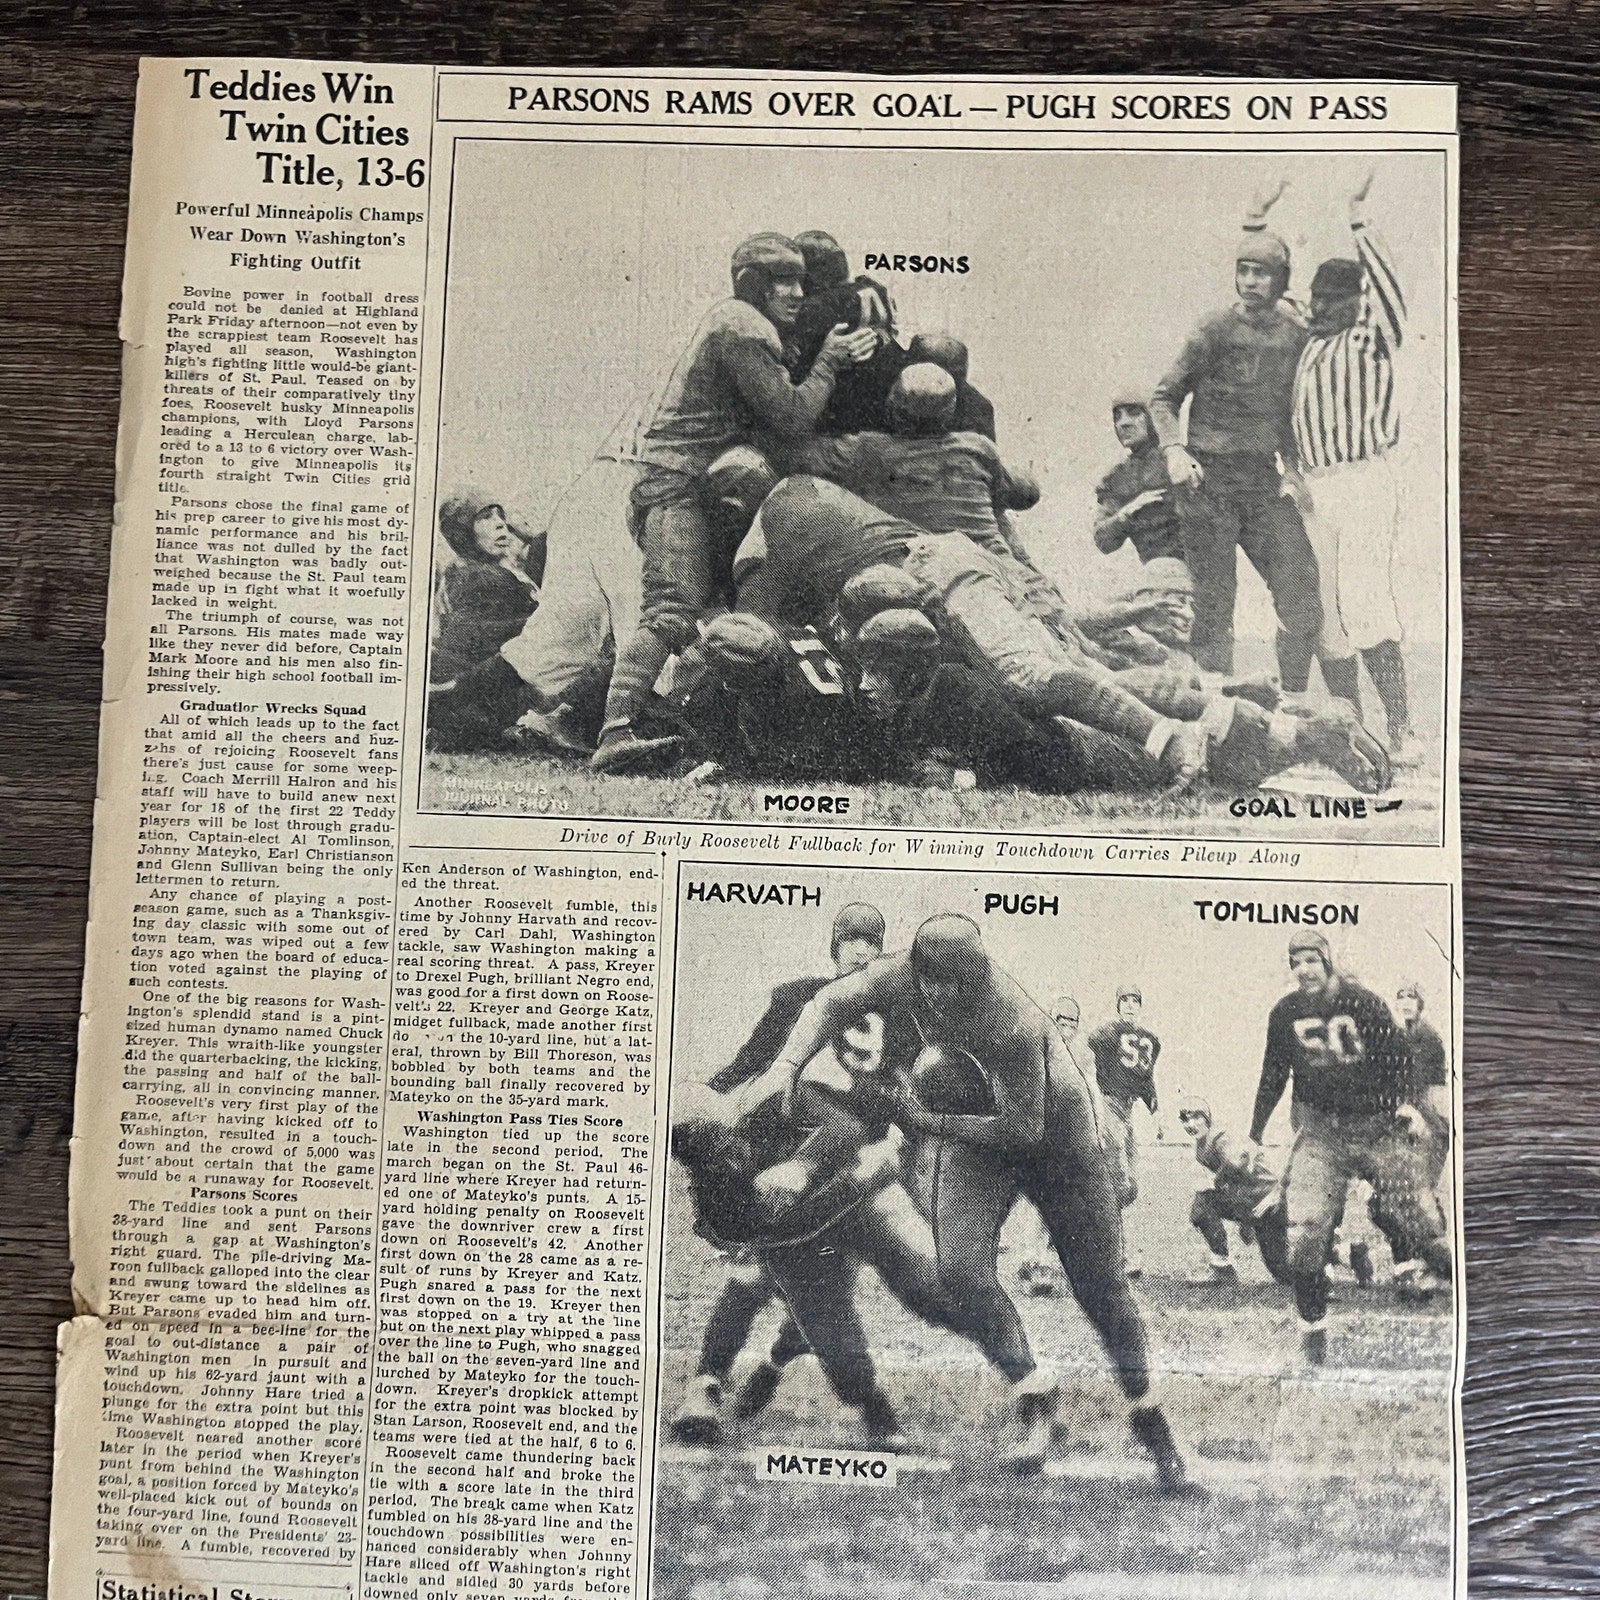 Teddies Win
Twin Cities
Title, 13-6
Powerful Minneapolis Champs
Wear Down Washington's
Fighting Outfit
Bovine power in football dress
could not be denied at Highland
Park Friday afternoon—not even by
the scrappiest team Roosevelt has
played all season, Washington
high's fighting little would-be giant-
killers of St. Paul. Teased on by
threats of their comparatively tiny
foes, Roosevelt husky Minneapolis
champions, with Lloyd Parsons
leading a Herculean charge, lab-
ored to a 13 to 6 victory over Wash-
ington to give Minneapolis its
fourth straight Twin Cities grid
title.
Parsons chose the final game of
his prep career to give his most dy-
namic performance and his bril-
liance was not dulled by the fact
that Washington was badly out-
weighed because the St. Paul team
made up in fight what it woefully
lacked in weight.
The triumph of course, was not
all Parsons. His mates made way
like they never did before, Captain
Mark Moore and his men also fin-
ishing their high school football im-
pressively.
Graduatior Wrecks Squad
All of which leads up to the fact
that amid all the cheers and huz-
zahs of rejoicing Roosevelt fans
there's just cause for some weep-
ing. Coach Merrill Halron and his
staff will have to build anew next
year for 18 of the first 22 Teddy
players will be lost through gradu-
ation, Captain-elect Al Tomlinson,
Johnny Mateyko, Earl Christianson
and Glenn Sullivan being the only
lettermen to return.
Any chance of playing a post-
season game, such as a Thanksgiv-
ing day classic with some out of
town team, was wiped out a few
days ago when the board of educa-
tion voted against the playing of
such contests.
One of the big reasons for Wash-
ington's splendid stand is a pint-
sized human dynamo named Chuck
Kreyer. This wraith-like youngster
did the quarterbacking, the kicking,
the passing and half of the ball-
carrying, all in convincing manner.
Roosevelt's very first play of the
game, after having kicked off to
Washington, resulted in a touch-
down and the crowd of 5,000 was
just about certain that the game
would be a runaway for Roosevelt.
Parsons Scores
The Teddies took a punt on their
38-yard line and sent Parsons
through a gap at Washington's
right guard. The pile-driving Ma-
roon fullback galloped into the clear
and swung toward the sidelines as
Kreyer came up to head him off.
But Parsons evaded him and turn-
ed on speed in a bee-line for the
goal to out-distance a pair of
Washington men in pursuit and
wind up his 62-yard jaunt with a
touchdown. Johnny Hare tried a
plunge for the extra point but this
time Washington stopped the play.
Roosevelt neared another score
later in the period when Kreyer's
punt from behind the Washington
goal, a position forced by Mateyko's
well-placed kick out of bounds on
the four-yard line, found Roosevelt
taking over on the Presidents' 23-
yard line. A fumble, recovered by
Statistical
Ken Anderson of Washington, end-
ed the threat.
Another Roosevelt fumble, this
time by Johnny Harvath and recov-
ered by Carl Dahl, Washington
tackle, saw Washington making a
real scoring threat. A pass, Kreyer
to Drexel Pugh, brilliant Negro end,
was good for a first down on Roose-
velt's 22. Kreyer and George Katz,
midget fullback, made another first
the 10-yard line, but a lat-
eral, thrown by Bill Thoreson, was
bobbled by both teams and the
bounding ball finally recovered by
Mateyko on the 35-yard mark.
Washington Pass Ties Score
Washington tied up the score
late in the second period. The
march began on the St. Paul 46-
yard line where Kreyer had return-
ed one of Mateyko's punts. A 15-
yard holding penalty on Roosevelt
gave the downriver crew a first
down on Roosevelt's 42. Another
first down on the 28 came as a re-
sult of runs by Kreyer and Katz.
Pugh snared a pass for the next
first down on the 19. Kreyer then
was stopped on a try at the line
but on the next play whipped a pass
over the line to Pugh, who snagged
the ball on the seven-yard line and
lurched by Mateyko for the touch-
down. Kreyer's dropkick attempt
for the extra point was blocked by
Stan Larson, Roosevelt end, and the
teams were tied at the half, 6 to 6.
Roosevelt came thundering back
in the second half and broke the
tie with a score late in the third
period. The break came when Katz
fumbled on his 38-yard line and the
touchdown possibilities were en-
hanced considerably when Johnny
Hare sliced off Washington's right
tackle and sidled 30 yards before
downed only seven yards
PARSONS RAMS OVER GOAL — PUGH SCORES ON PASS
PARSONS
13
MINNEAPOLIS
JOURNAL PHOTO
MOORE
GOAL LINE
Drive of Burly Roosevelt Fullback for Winning Touchdown Carries Pileup Along
HARVATH
PUGH
TOMLINSON
9
53
50
MATEYKO